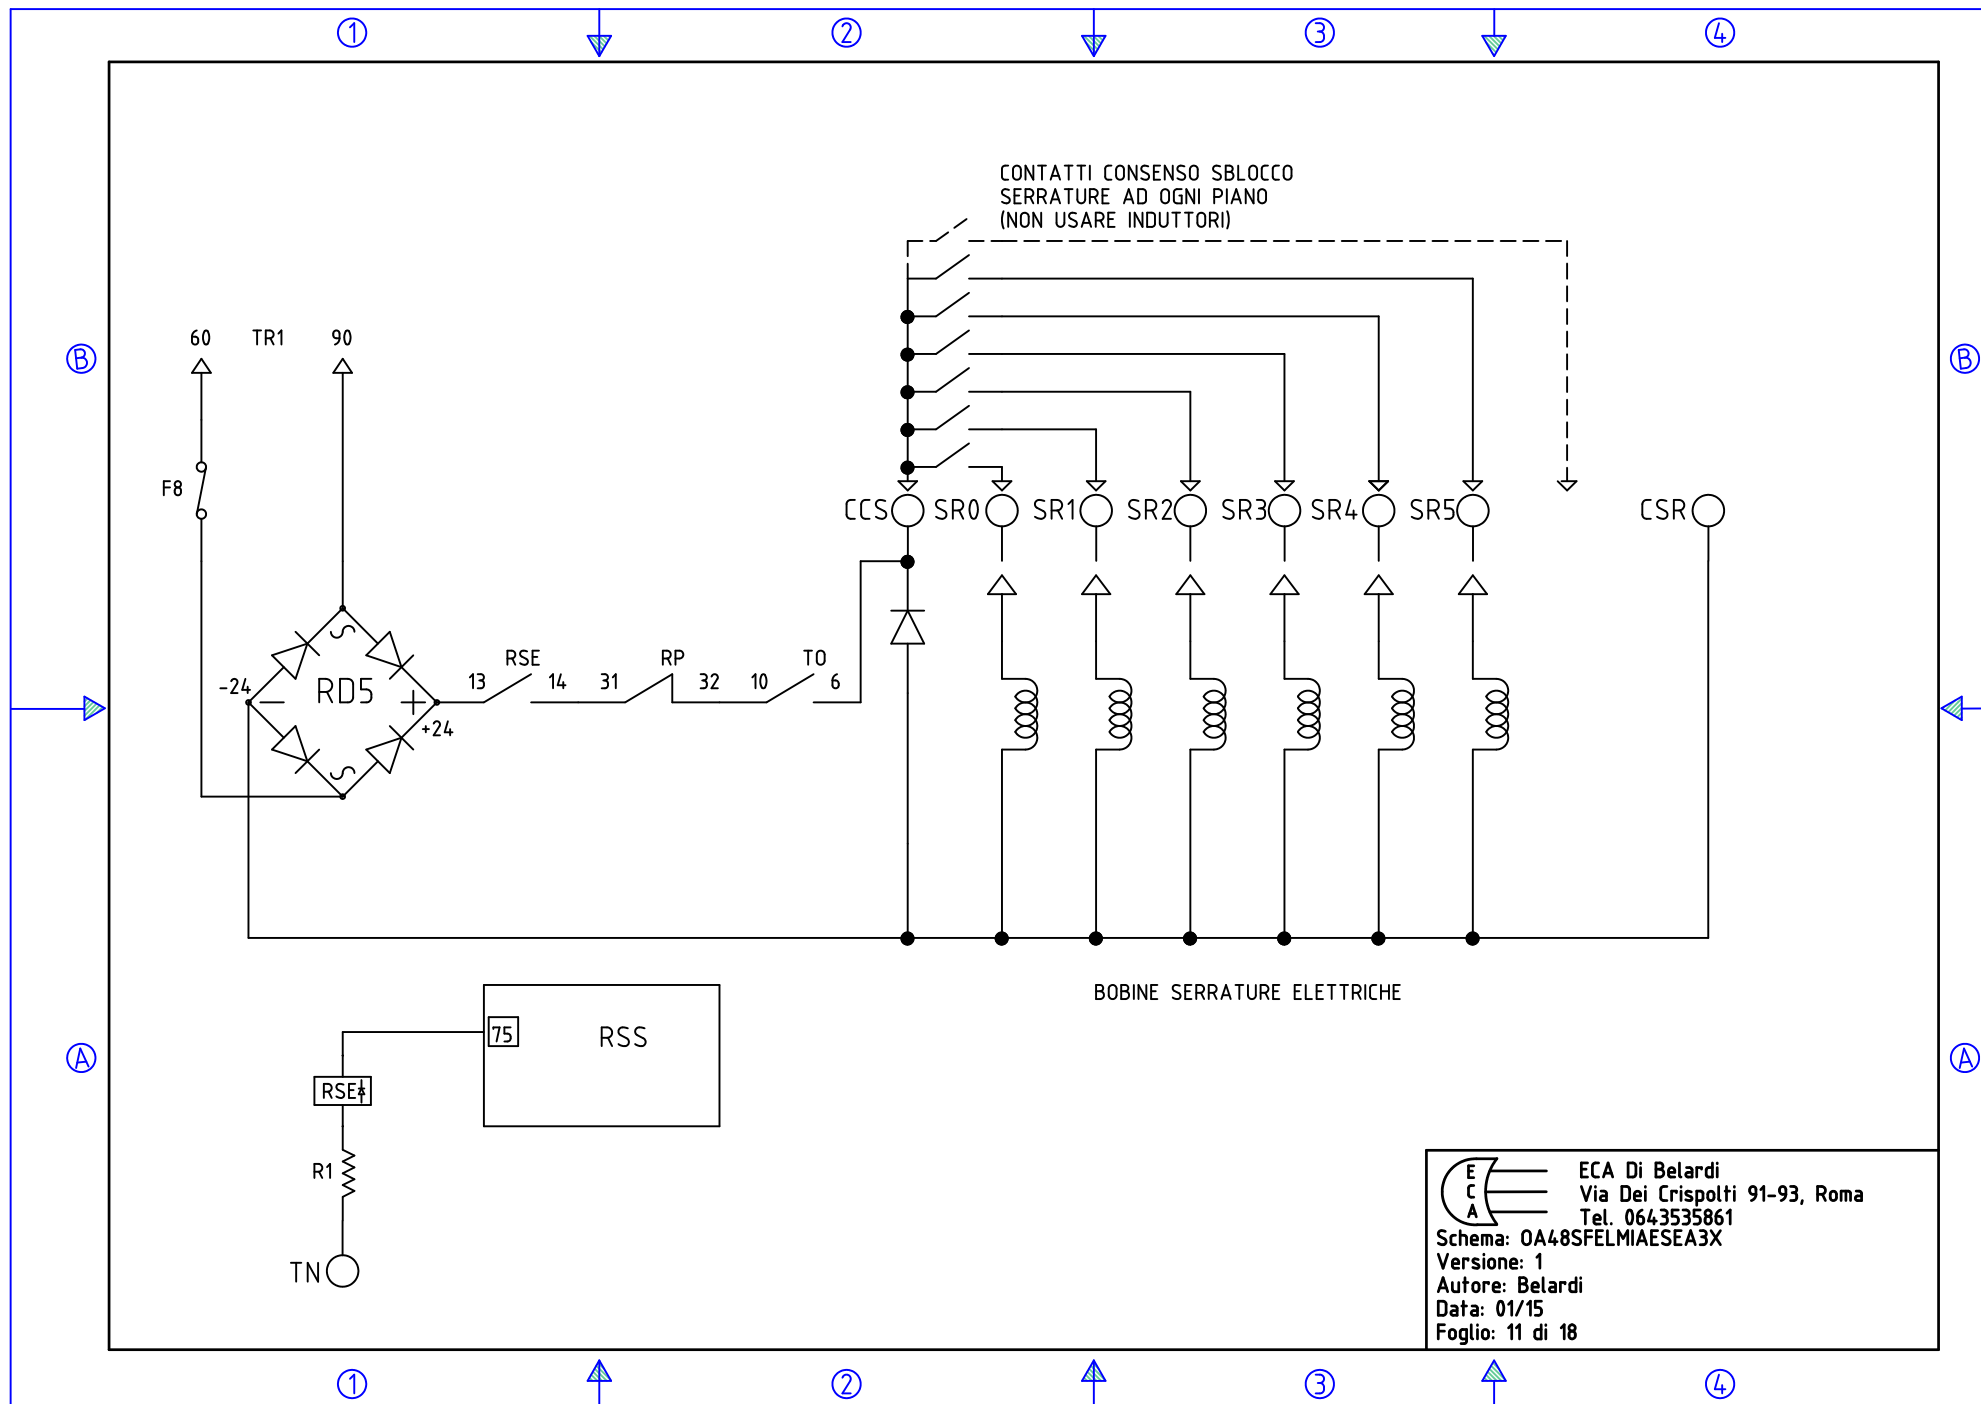 1
2
3
4
CONTATTI CONSENSO SBLOCCO
SERRATURE AD OGNI PIANO
(NON USARE INDUTTORI)
60 TR1 90
B
B
F8
CCS SR0 SR1 SR2 SR3 SR4 SR5 CSR
RSE RP TO
13 14 31 32 10 6
-24 RD5
+24
BOBINE SERRATURE ELETTRICHE
75 RSS
A
A
RSE
R1
TN
E
C
A
ECA Di Belardi
Via Dei Crispolti 91-93, Roma
Tel. 0643535861
Schema: OA48SFELMIAESEA3X
Versione: 1
Autore: Belardi
Data: 01/15
Foglio: 11 di 18
1
2
3
4